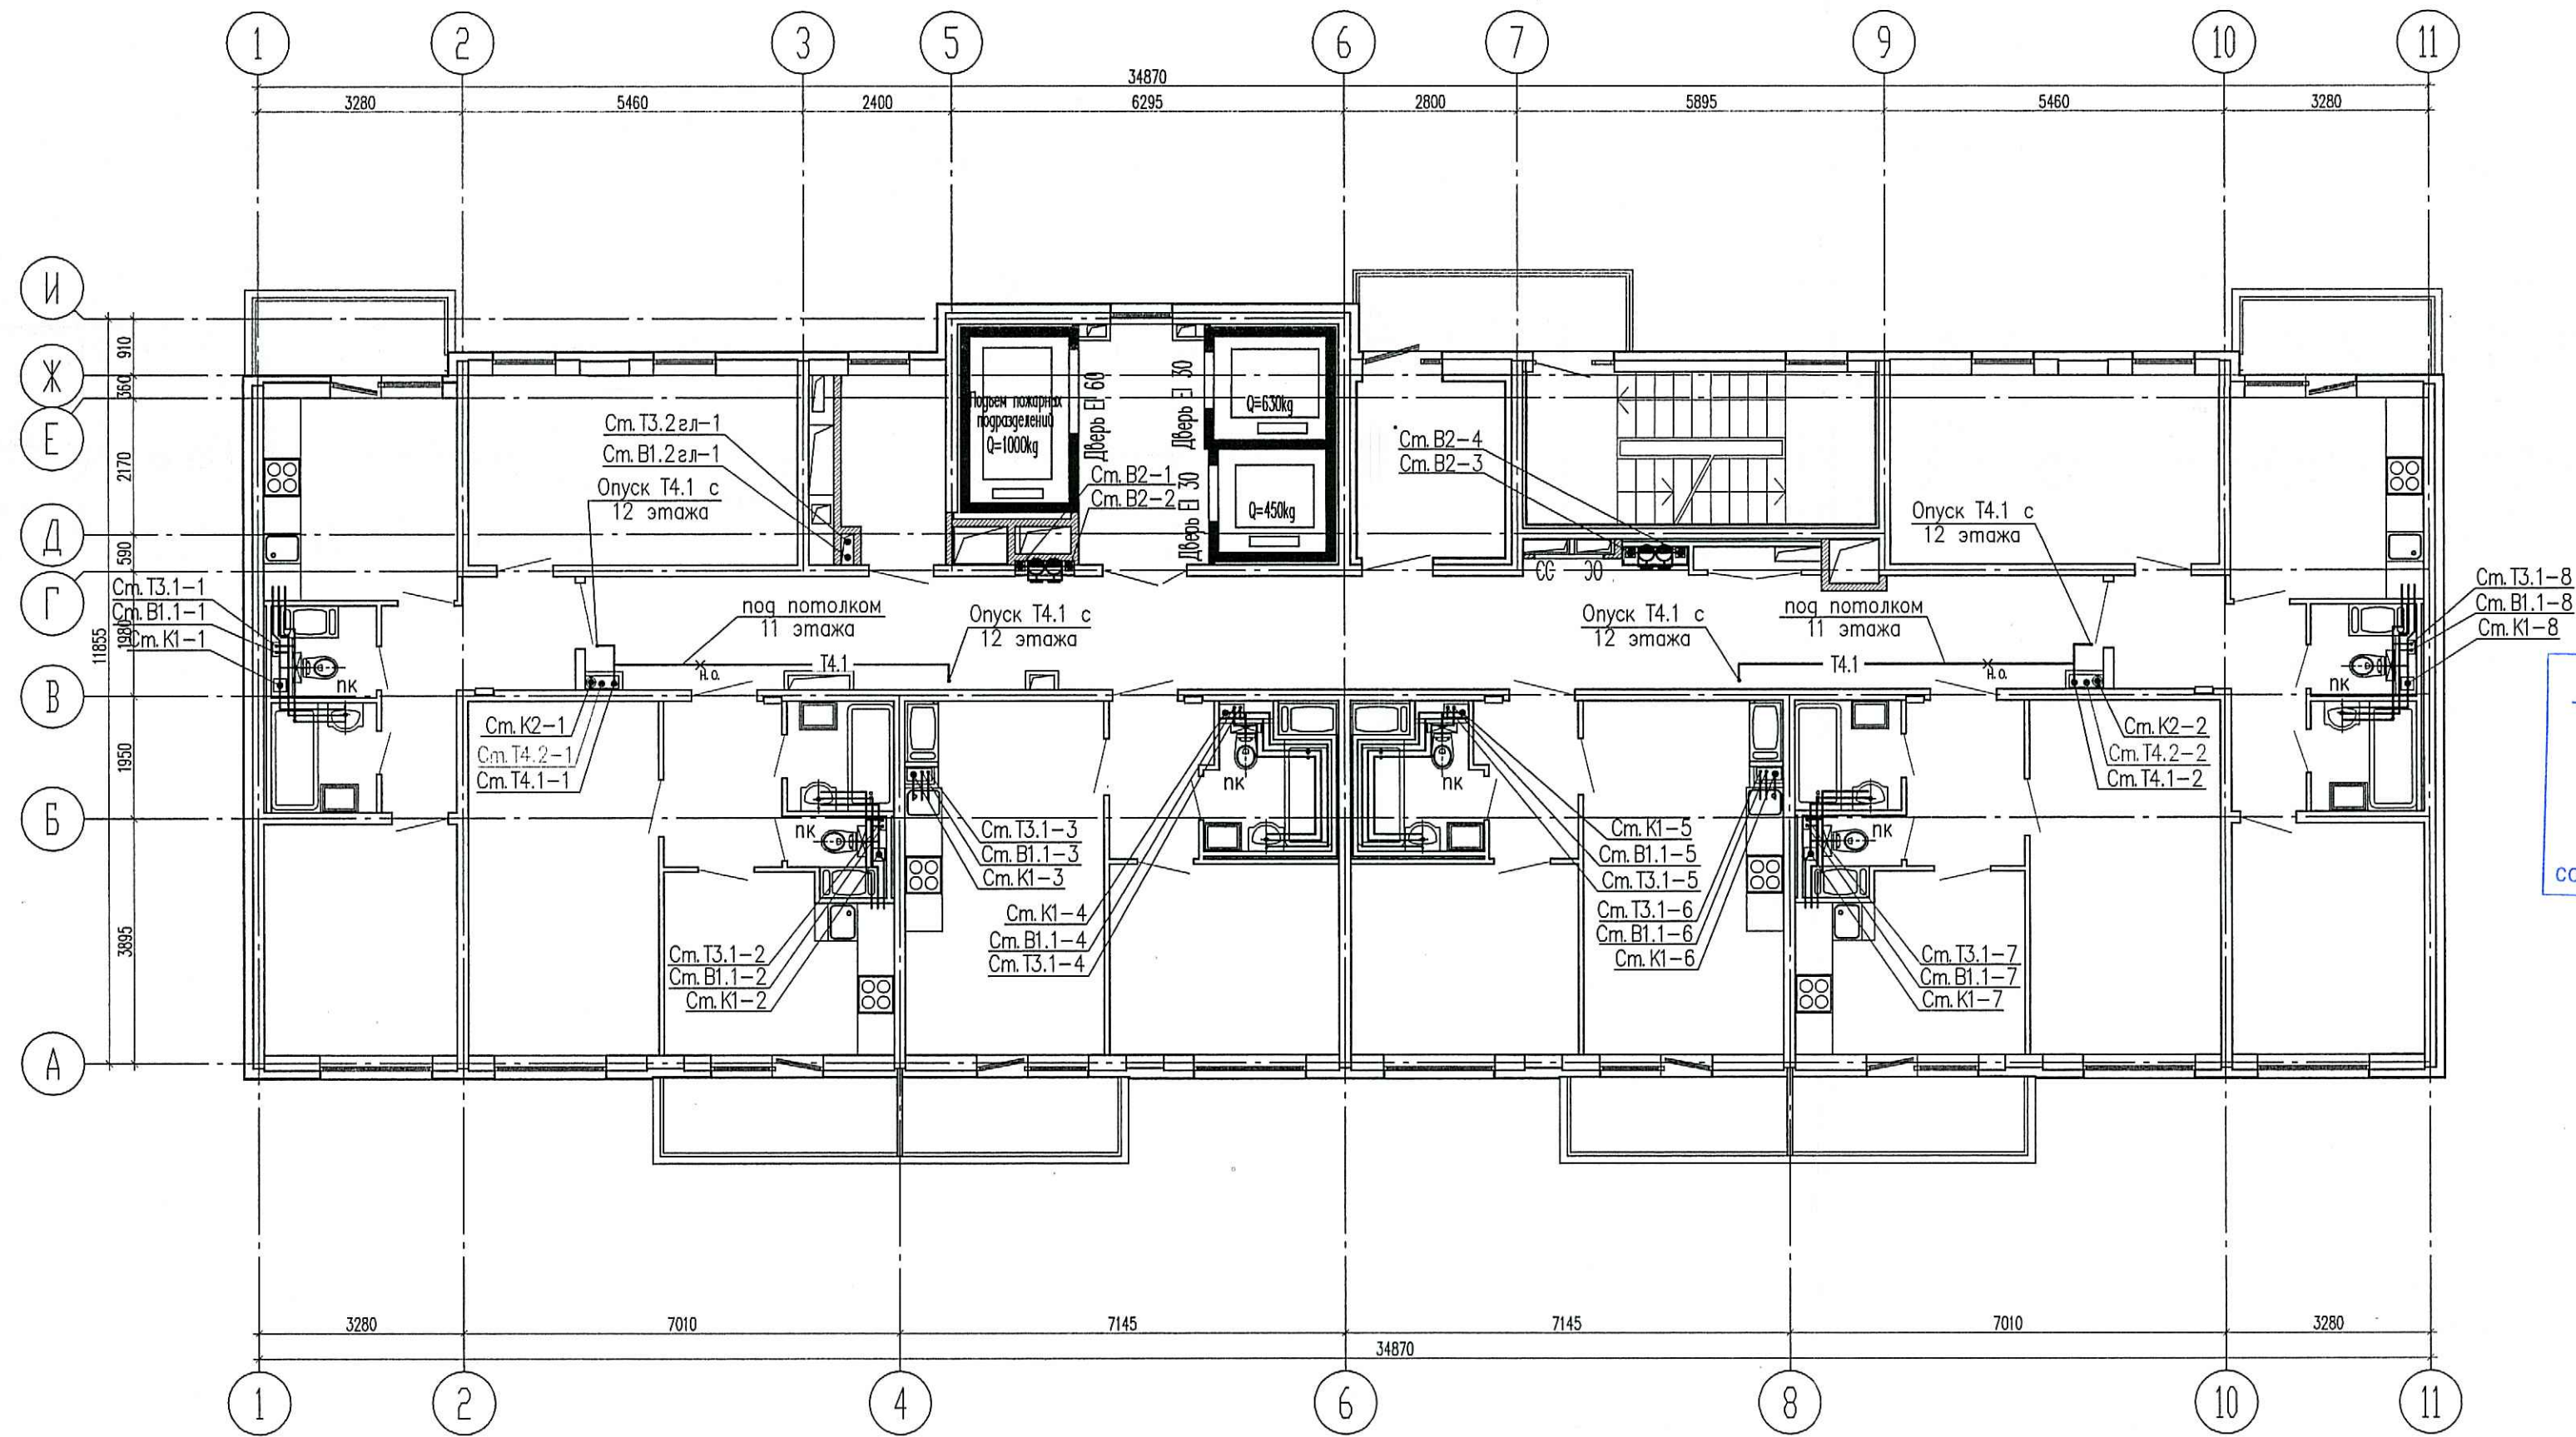 1
2
3
5
6
7
9
10
11
34870
3280
5460
2400
6295
2800
5895
5460
3280
И
Ж
Е
Д
Г
В
Б
А
910
360
2170
590
1980
11855
1950
3895
Подъем пожарных
подразделений
Q=1000kg
Дверь EI 60
Дверь EI 30
Дверь EI 30
Q=630kg
Q=450kg
Ст.Т3.2гл-1
Ст.В1.2гл-1
Опуск Т4.1 с
12 этажа
Ст.В2-1
Ст.В2-2
Ст.В2-4
Ст.В2-3
СС
ЭО
Опуск Т4.1 с
12 этажа
Ст.Т3.1-1
Ст.В1.1-1
Ст.К1-1
под потолком
11 этажа
Опуск Т4.1 с
12 этажа
Опуск Т4.1 с
12 этажа
под потолком
11 этажа
Ст.Т3.1-8
Ст.В1.1-8
Ст.К1-8
Т4.1
н.о.
Т4.1
н.о.
пк
пк
Ст.К2-1
Ст.Т4.2-1
Ст.Т4.1-1
Ст.К2-2
Ст.Т4.2-2
Ст.Т4.1-2
пк
пк
пк
пк
Ст.Т3.1-3
Ст.В1.1-3
Ст.К1-3
Ст.К1-5
Ст.В1.1-5
Ст.Т3.1-5
Ст.К1-4
Ст.В1.1-4
Ст.Т3.1-4
Ст.Т3.1-6
Ст.В1.1-6
Ст.К1-6
Ст.Т3.1-2
Ст.В1.1-2
Ст.К1-2
Ст.Т3.1-7
Ст.В1.1-7
Ст.К1-7
3280
7010
7145
7145
7010
3280
34870
1
2
4
6
8
10
11